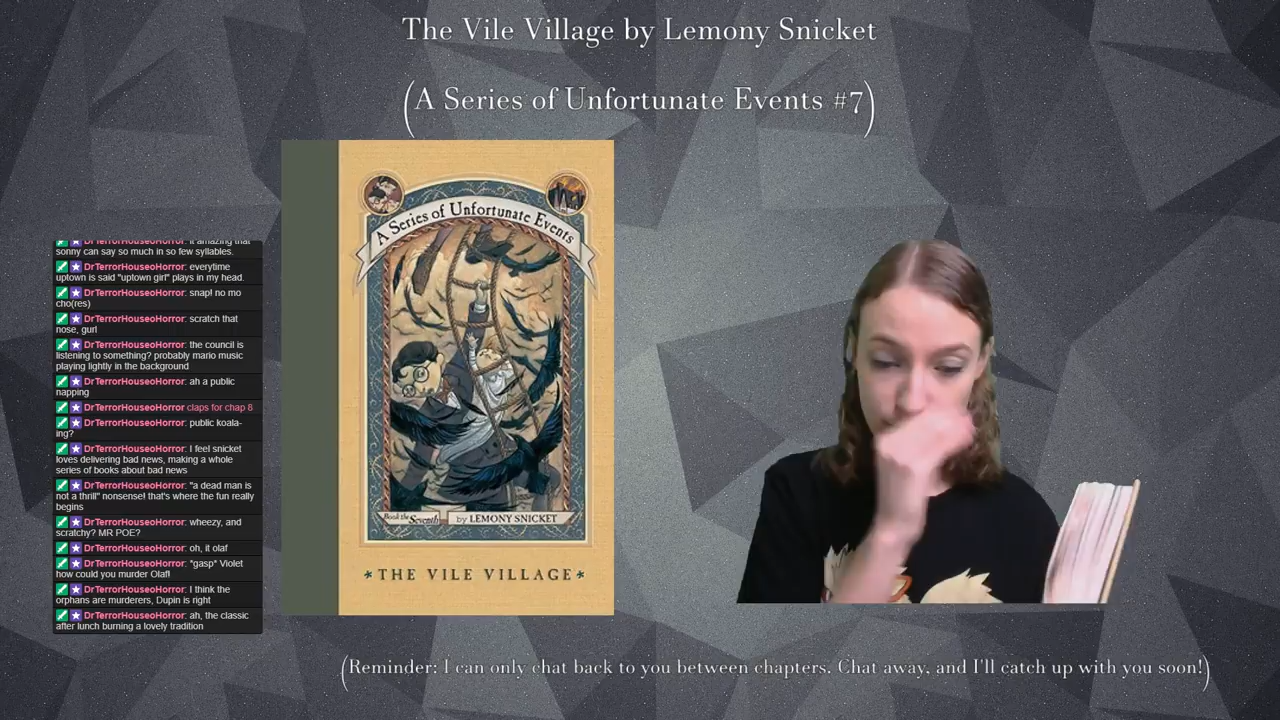 The Vile Village by Lemony Snicket
(A Series of Unfortunate Events #7)
A Series of Unfortunate Events
Book the Seventh
by LEMONY SNICKET
*THE VILE VILLAGE*
DrTerrorHouseoHorror: it amazing that
sonny can say so much in so few syllables.
DrTerrorHouseoHorror: everytime
uptown is said "uptown girl" plays in my head.
DrTerrorHouseoHorror: snap! no mo
cho(res)
DrTerrorHouseoHorror: scratch that
nose, gurl
DrTerrorHouseoHorror: the council is
listening to something? probably mario music
playing lightly in the background
DrTerrorHouseoHorror: ah a public
napping
DrTerrorHouseoHorror claps for chap 8
DrTerrorHouseoHorror: public koala-
ing?
DrTerrorHouseoHorror: I feel snicket
loves delivering bad news, making a whole
series of books about bad news
DrTerrorHouseoHorror: "a dead man is
not a thrill" nonsense! that's where the fun really
begins
DrTerrorHouseoHorror: wheezy, and
scratchy? MR POE?
DrTerrorHouseoHorror: oh, it olaf
DrTerrorHouseoHorror: *gasp* Violet
how could you murder Olaf!
DrTerrorHouseoHorror: I think the
orphans are murderers, Dupin is right
DrTerrorHouseoHorror: ah, the classic
after lunch burning a lovely tradition
(Reminder: I can only chat back to you between chapters. Chat away, and I'll catch up with you soon!)